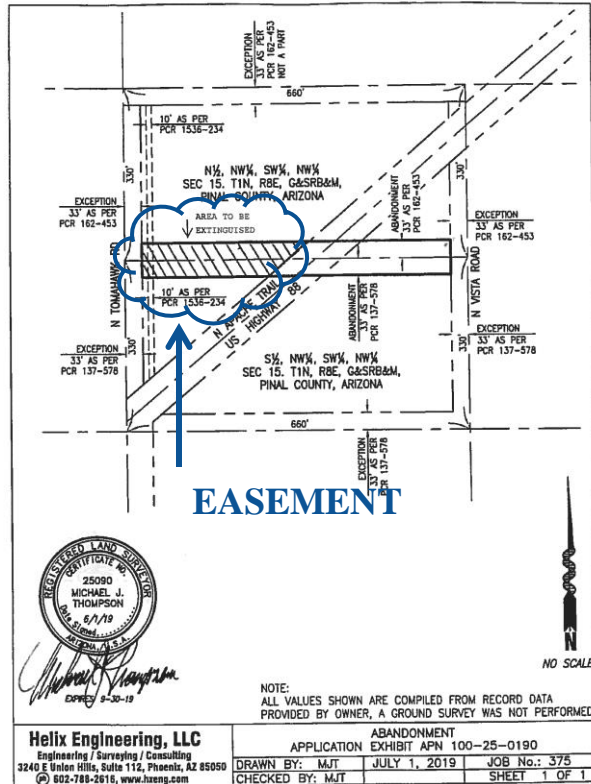 EXCEPTION
33' AS PER
PCR 162-453
NOT A PART
660'
10' AS PER
PCR 1536-234
330'
330'
N½, NW¼, SW¼, NW¼
SEC 15. T1N, R8E, G&SRB&M,
PINAL COUNTY, ARIZONA
EXCEPTION
33' AS PER
PCR 162-453
AREA TO BE
EXTINGUISED
ABANDONMENT
33' AS PER
PCR 162-453
EXCEPTION
33' AS PER
PCR 162-453
N TOMAHAWK RD
N VISTA ROAD
10' AS PER
PCR 1536-234
N APACHE TRAIL
US HIGHWAY 88
ABANDONMENT
33' AS PER
PCR 137-578
EXCEPTION
33' AS PER
PCR 137-578
330'
330'
EXCEPTION
33' AS PER
PCR 137-578
S½, NW¼, SW¼, NW¼
SEC 15. T1N, R8E, G&SRB&M,
PINAL COUNTY, ARIZONA
660'
EXCEPTION
33' AS PER
PCR 137-578
EASEMENT
REGISTERED LAND SURVEYOR
CERTIFICATE NO.
25090
MICHAEL J.
THOMPSON
Date Signed
ARIZONA, U.S.A.
EXPIRES 9-30-19
N
NO SCALE
NOTE:
ALL VALUES SHOWN ARE COMPILED FROM RECORD DATA
PROVIDED BY OWNER, A GROUND SURVEY WAS NOT PERFORMED
Helix Engineering, LLC
Engineering / Surveying / Consulting
3240 E Union Hills, Suite 112, Phoenix, AZ 85050
602-788-2616, www.hxeng.com
ABANDONMENT
APPLICATION EXHIBIT APN 100-25-0190
DRAWN BY: MJT JULY 1, 2019 JOB No.: 375
CHECKED BY: MJT SHEET 1 OF 1